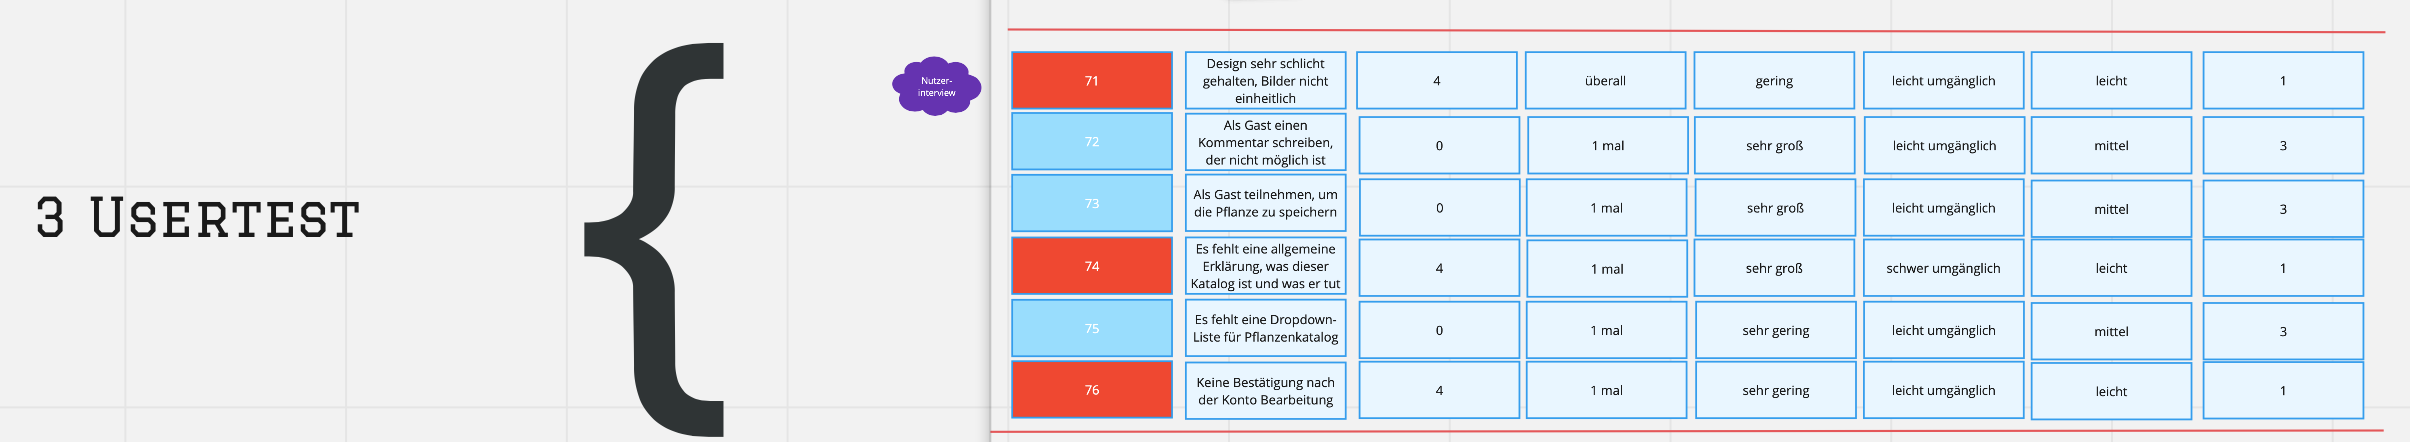 3 Usertest
Nutzer-
interview
71
Design sehr schlicht
gehalten, Bilder nicht
einheitlich
4
überall
gering
leicht umgänglich
leicht
1
72
Als Gast einen
Kommentar schreiben,
der nicht möglich ist
0
1 mal
sehr groß
leicht umgänglich
mittel
3
73
Als Gast teilnehmen, um
die Pflanze zu speichern
0
1 mal
sehr groß
leicht umgänglich
mittel
3
74
Es fehlt eine allgemeine
Erklärung, was dieser
Katalog ist und was er tut
4
1 mal
sehr groß
schwer umgänglich
leicht
1
75
Es fehlt eine Dropdown-
Liste für Pflanzenkatalog
0
1 mal
sehr gering
leicht umgänglich
mittel
3
76
Keine Bestätigung nach
der Konto Bearbeitung
4
1 mal
sehr gering
leicht umgänglich
leicht
1